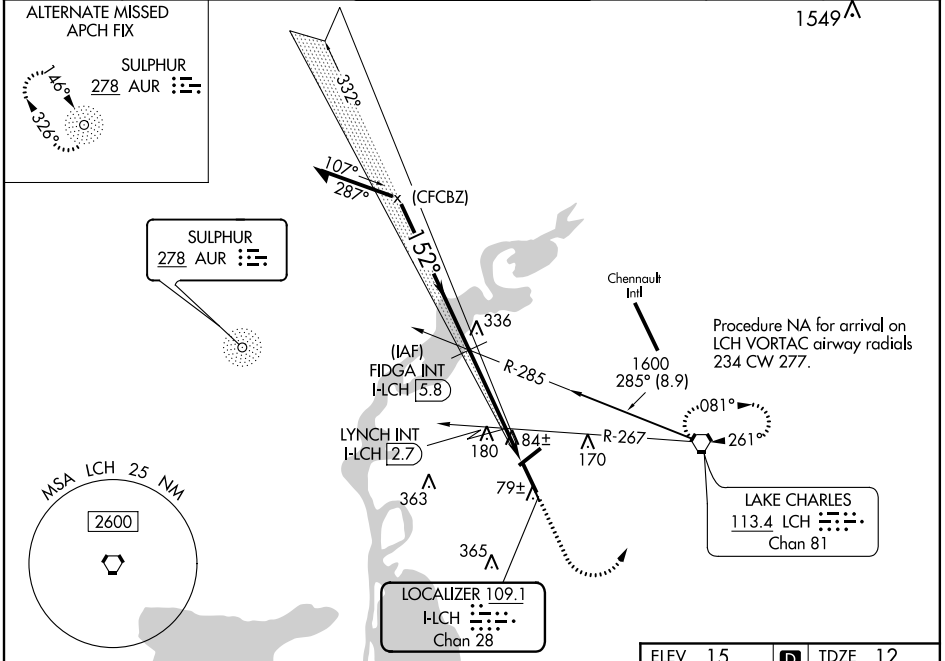 ALTERNATE MISSED
APCH FIX
SULPHUR
278 AUR
146°
326°
1549
332°
107°
287°
(CFCBZ)
152°
SULPHUR
278 AUR
Chennault
Intl
336
Procedure NA for arrival on
LCH VORTAC airway radials
234 CW 277.
(IAF)
FIDGA INT
I-LCH 5.8
R-285
1600
285° (8.9)
081°
261°
LYNCH INT
I-LCH 2.7
180
84±
170
R-267
MSA LCH 25 NM
2600
363
79±
LAKE CHARLES
113.4 LCH
Chan 81
365
LOCALIZER 109.1
I-LCH
Chan 28
ELEV 15
D
TDZE 12